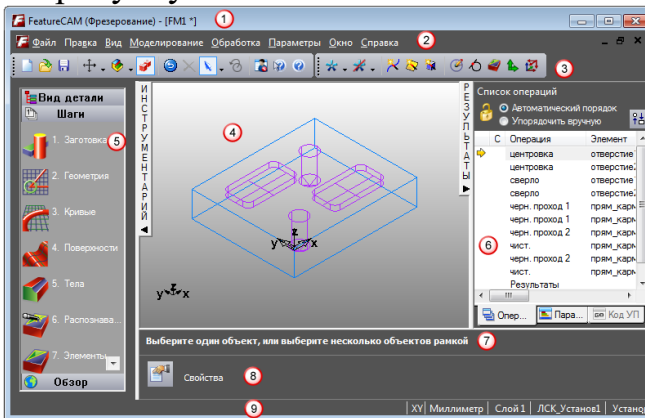 FeatureCAM (Фрезерование) - [FM1 *]
1
Файл Правка Вид Моделирование Обработка Параметры Окно Справка
2
3
Вид детали
Шаги
1. Заготовка
5
2. Геометрия
3. Кривые
4. Поверхности
5. Тела
6. Распознава...
7. Элементы
Обзор
ИНСТРУМЕНТАРИЙ
4
z
y
x
z
y
x
РЕЗУЛЬТАТЫ
Список операций
Автоматический порядок
Упорядочить вручную
С Операция Элемент
центровка отверстие
центровка отверстие2
сверло отверстие
сверло отверстие2
черн. проход 1 прям_карм
черн. проход 1 прям_карм
черн. проход 2 прям_карм
чист. прям_карм
черн. проход 2 прям_карм
чист. прям_карм
Результаты
6
Опер... Пара... Код УП
Выберите один объект, или выберите несколько объектов рамкой
7
Свойства
8
9
XY Миллиметр Слой 1 ЛСК_Установ1 Устано